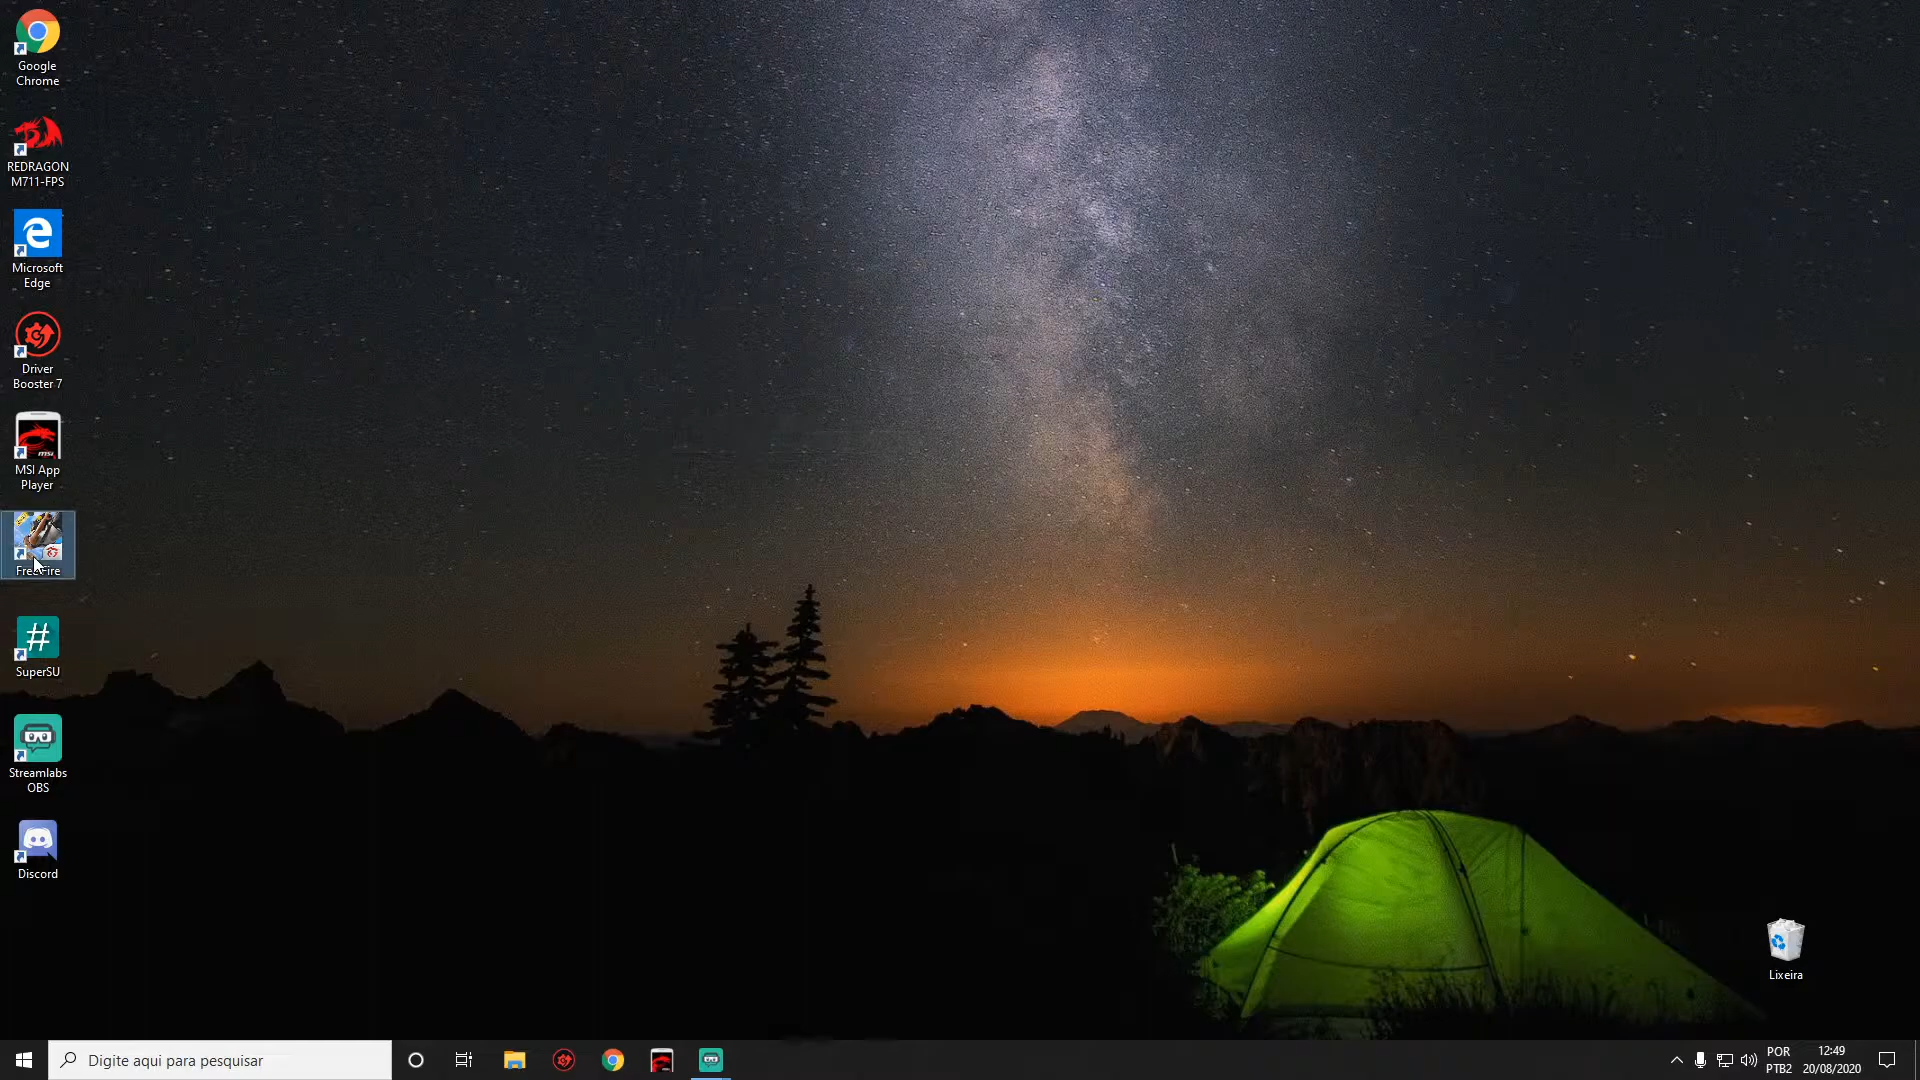 Google
Chrome
REDRAGON
M711-FPS
Microsoft
Edge
Driver
Booster 7
msi
MSI App
Player
Free Fire
#
SuperSU
Streamlabs
OBS
Discord
Lixeira
Digite aqui para pesquisar
POR
PTB2
12:49
20/08/2020